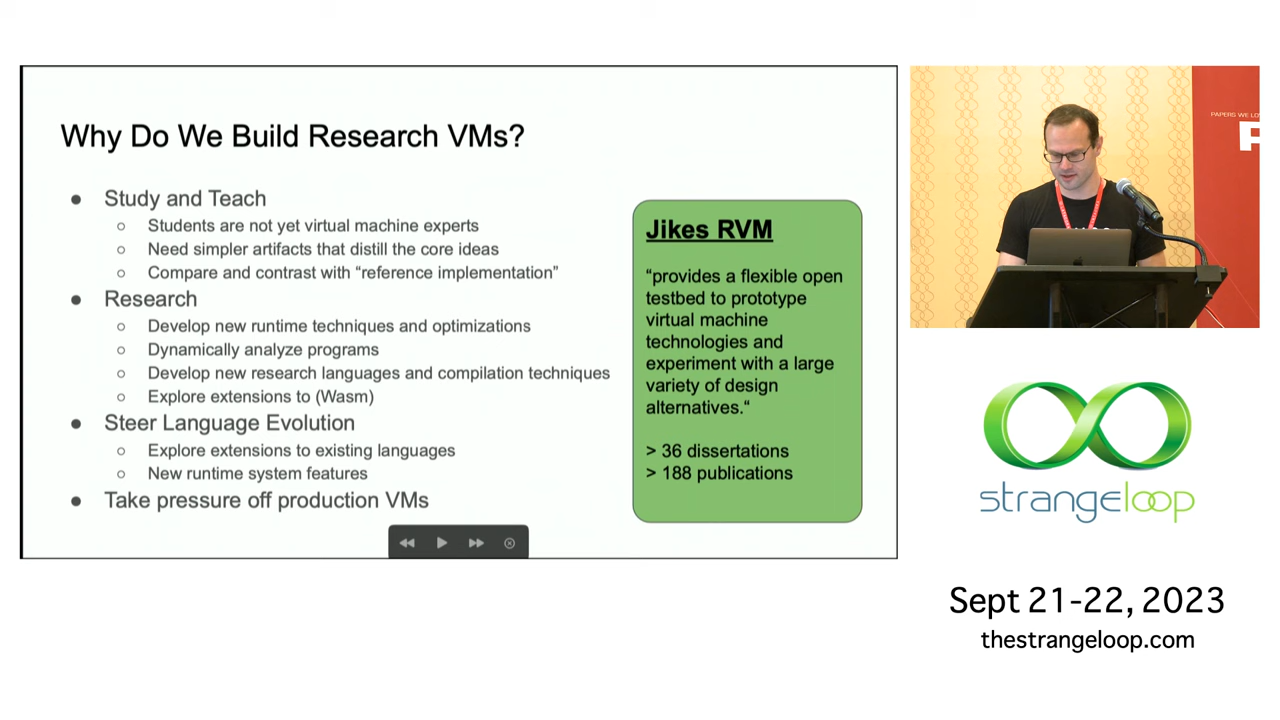 Why Do We Build Research VMs?
● Study and Teach
○ Students are not yet virtual machine experts
○ Need simpler artifacts that distill the core ideas
○ Compare and contrast with “reference implementation”
● Research
○ Develop new runtime techniques and optimizations
○ Dynamically analyze programs
○ Develop new research languages and compilation techniques
○ Explore extensions to (Wasm)
● Steer Language Evolution
○ Explore extensions to existing languages
○ New runtime system features
● Take pressure off production VMs
Jikes RVM
“provides a flexible open
testbed to prototype
virtual machine
technologies and
experiment with a large
variety of design
alternatives.“
> 36 dissertations
> 188 publications
PAPERS WE LO
strangeloop
Sept 21-22, 2023
thestrangeloop.com